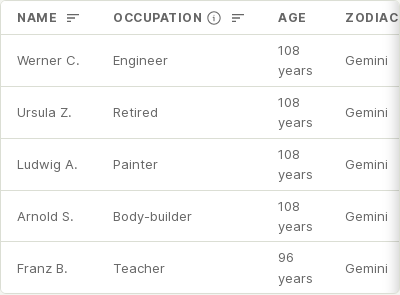 NAME OCCUPATION AGE ZODIAC
Werner C. Engineer 108 years Gemini
Ursula Z. Retired 108 years Gemini
Ludwig A. Painter 108 years Gemini
Arnold S. Body-builder 108 years Gemini
Franz B. Teacher 96 years Gemini